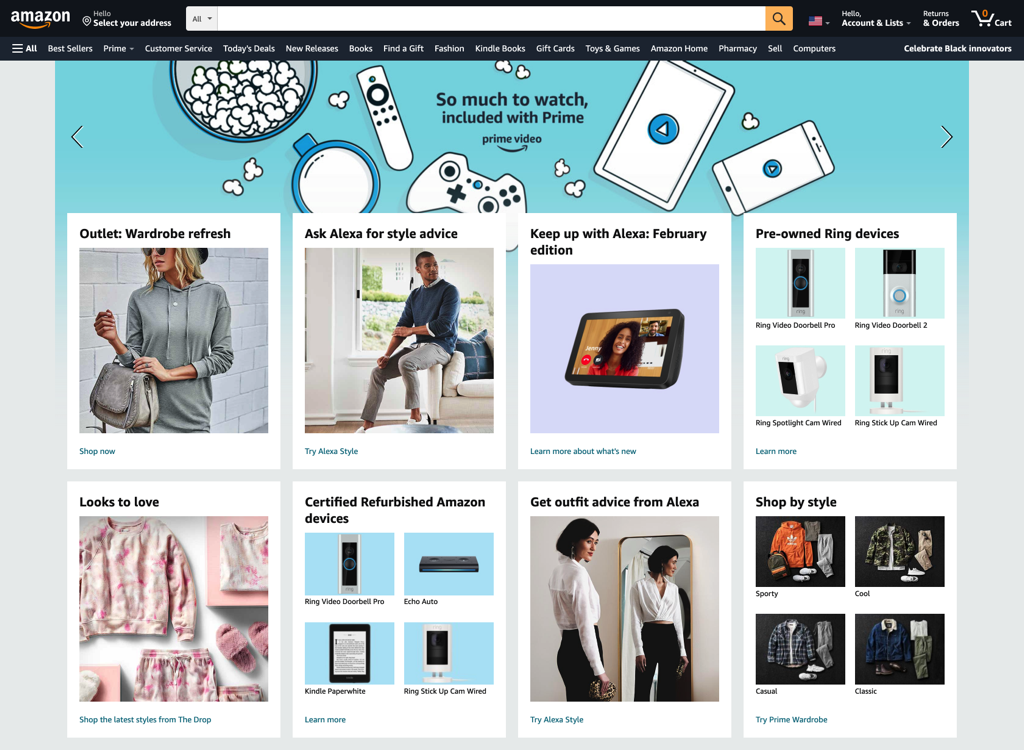 amazon
Hello
Select your address
All
Hello,
Account & Lists
Returns
& Orders
0
Cart
All
Best Sellers
Prime
Customer Service
Today's Deals
New Releases
Books
Find a Gift
Fashion
Kindle Books
Gift Cards
Toys & Games
Amazon Home
Pharmacy
Sell
Computers
Celebrate Black innovators
So much to watch,
included with Prime
prime video
Outlet: Wardrobe refresh
Shop now
Ask Alexa for style advice
Try Alexa Style
Keep up with Alexa: February
edition
Jenny
Learn more about what's new
Pre-owned Ring devices
ring
Ring Video Doorbell Pro
Ring Video Doorbell 2
Ring Spotlight Cam Wired
Ring Stick Up Cam Wired
Learn more
Looks to love
Shop the latest styles from The Drop
Certified Refurbished Amazon
devices
Ring Video Doorbell Pro
Echo Auto
Kindle Paperwhite
Ring Stick Up Cam Wired
Learn more
Get outfit advice from Alexa
Try Alexa Style
Shop by style
Sporty
Cool
Casual
Classic
Try Prime Wardrobe